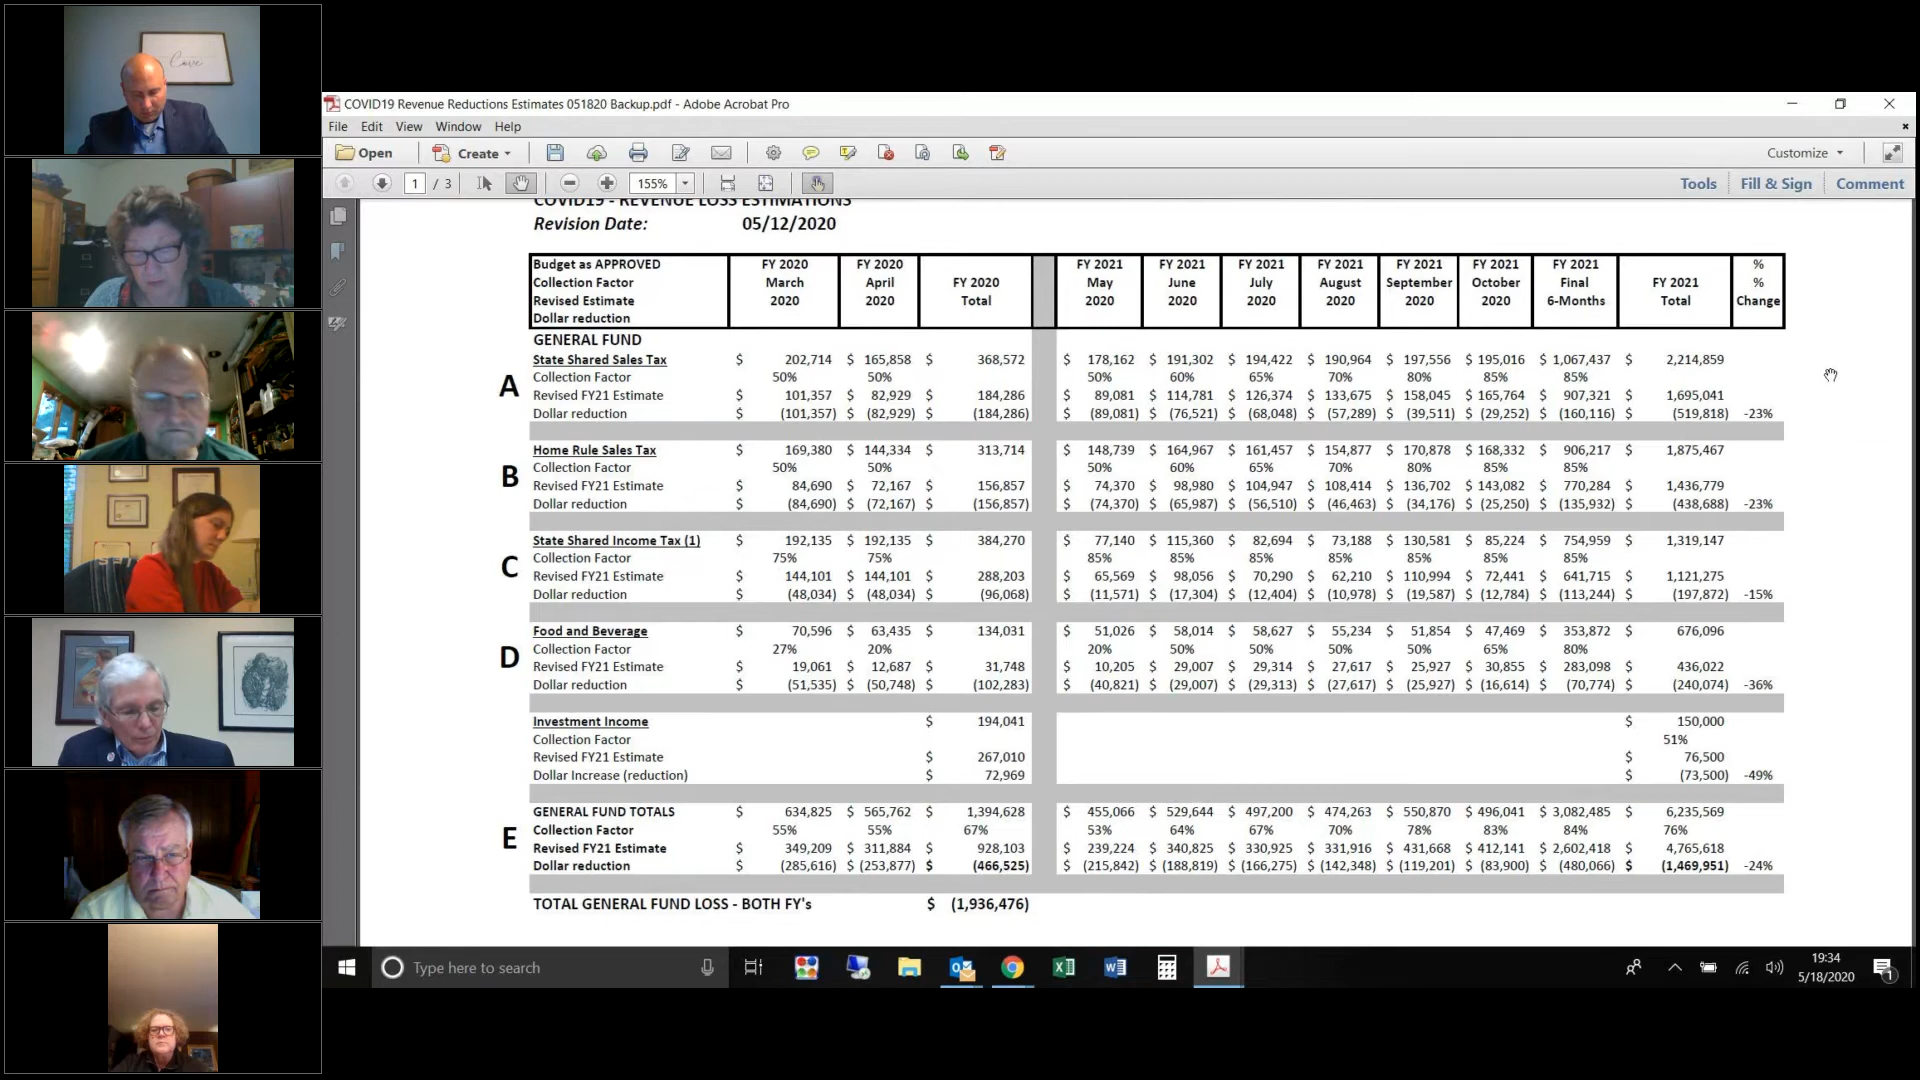 Cave
COVID19 Revenue Reductions Estimates 051820 Backup.pdf - Adobe Acrobat Pro
File Edit View Window Help
Open Create Customize
1 / 3 155% Tools Fill & Sign Comment
COVID19 - REVENUE LOSS ESTIMATIONS
Revision Date: 05/12/2020
Budget as APPROVED FY 2020 FY 2020 FY 2021 FY 2021 FY 2021 FY 2021 FY 2021 FY 2021 FY 2021 %
Collection Factor March April FY 2020 May June July August September October Final FY 2021 %
Revised Estimate 2020 2020 Total 2020 2020 2020 2020 2020 2020 6-Months Total Change
Dollar reduction
GENERAL FUND
State Shared Sales Tax $ 202,714 $ 165,858 $ 368,572 $ 178,162 $ 191,302 $ 194,422 $ 190,964 $ 197,556 $ 195,016 $ 1,067,437 $ 2,214,859
A
Collection Factor 50% 50% 50% 60% 65% 70% 80% 85% 85%
Revised FY21 Estimate $ 101,357 $ 82,929 $ 184,286 $ 89,081 $ 114,781 $ 126,374 $ 133,675 $ 158,045 $ 165,764 $ 907,321 $ 1,695,041
Dollar reduction $ (101,357) $ (82,929) $ (184,286) $ (89,081) $ (76,521) $ (68,048) $ (57,289) $ (39,511) $ (29,252) $ (160,116) $ (519,818) -23%
Home Rule Sales Tax $ 169,380 $ 144,334 $ 313,714 $ 148,739 $ 164,967 $ 161,457 $ 154,877 $ 170,878 $ 168,332 $ 906,217 $ 1,875,467
B
Collection Factor 50% 50% 50% 60% 65% 70% 80% 85% 85%
Revised FY21 Estimate $ 84,690 $ 72,167 $ 156,857 $ 74,370 $ 98,980 $ 104,947 $ 108,414 $ 136,702 $ 143,082 $ 770,284 $ 1,436,779
Dollar reduction $ (84,690) $ (72,167) $ (156,857) $ (74,370) $ (65,987) $ (56,510) $ (46,463) $ (34,176) $ (25,250) $ (135,932) $ (438,688) -23%
State Shared Income Tax (1) $ 192,135 $ 192,135 $ 384,270 $ 77,140 $ 115,360 $ 82,694 $ 73,188 $ 130,581 $ 85,224 $ 754,959 $ 1,319,147
C
Collection Factor 75% 75% 85% 85% 85% 85% 85% 85% 85%
Revised FY21 Estimate $ 144,101 $ 144,101 $ 288,203 $ 65,569 $ 98,056 $ 70,290 $ 62,210 $ 110,994 $ 72,441 $ 641,715 $ 1,121,275
Dollar reduction $ (48,034) $ (48,034) $ (96,068) $ (11,571) $ (17,304) $ (12,404) $ (10,978) $ (19,587) $ (12,784) $ (113,244) $ (197,872) -15%
Food and Beverage $ 70,596 $ 63,435 $ 134,031 $ 51,026 $ 58,014 $ 58,627 $ 55,234 $ 51,854 $ 47,469 $ 353,872 $ 676,096
D
Collection Factor 27% 20% 20% 50% 50% 50% 50% 65% 80%
Revised FY21 Estimate $ 19,061 $ 12,687 $ 31,748 $ 10,205 $ 29,007 $ 29,314 $ 27,617 $ 25,927 $ 30,855 $ 283,098 $ 436,022
Dollar reduction $ (51,535) $ (50,748) $ (102,283) $ (40,821) $ (29,007) $ (29,313) $ (27,617) $ (25,927) $ (16,614) $ (70,774) $ (240,074) -36%
Investment Income $ 194,041 $ 150,000
Collection Factor 51%
Revised FY21 Estimate $ 267,010 $ 76,500
Dollar Increase (reduction) $ 72,969 $ (73,500) -49%
GENERAL FUND TOTALS $ 634,825 $ 565,762 $ 1,394,628 $ 455,066 $ 529,644 $ 497,200 $ 474,263 $ 550,870 $ 496,041 $ 3,082,485 $ 6,235,569
E
Collection Factor 55% 55% 67% 53% 64% 67% 70% 78% 83% 84% 76%
Revised FY21 Estimate $ 349,209 $ 311,884 $ 928,103 $ 239,224 $ 340,825 $ 330,925 $ 331,916 $ 431,668 $ 412,141 $ 2,602,418 $ 4,765,618
Dollar reduction $ (285,616) $ (253,877) $ (466,525) $ (215,842) $ (188,819) $ (166,275) $ (142,348) $ (119,201) $ (83,900) $ (480,066) $ (1,469,951) -24%
TOTAL GENERAL FUND LOSS - BOTH FY's $ (1,936,476)
Type here to search
19:34
5/18/2020
1